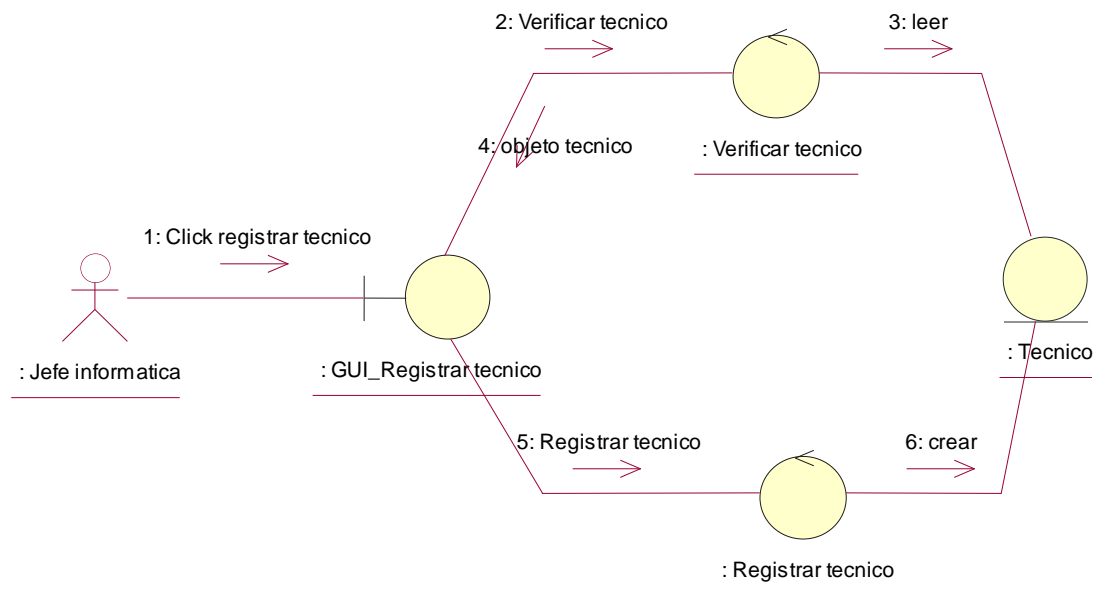 2: Verificar tecnico
3: leer
4: objeto tecnico
: Verificar tecnico
1: Click registrar tecnico
: Jefe informatica
: GUI_Registrar tecnico
: Tecnico
5: Registrar tecnico
6: crear
: Registrar tecnico